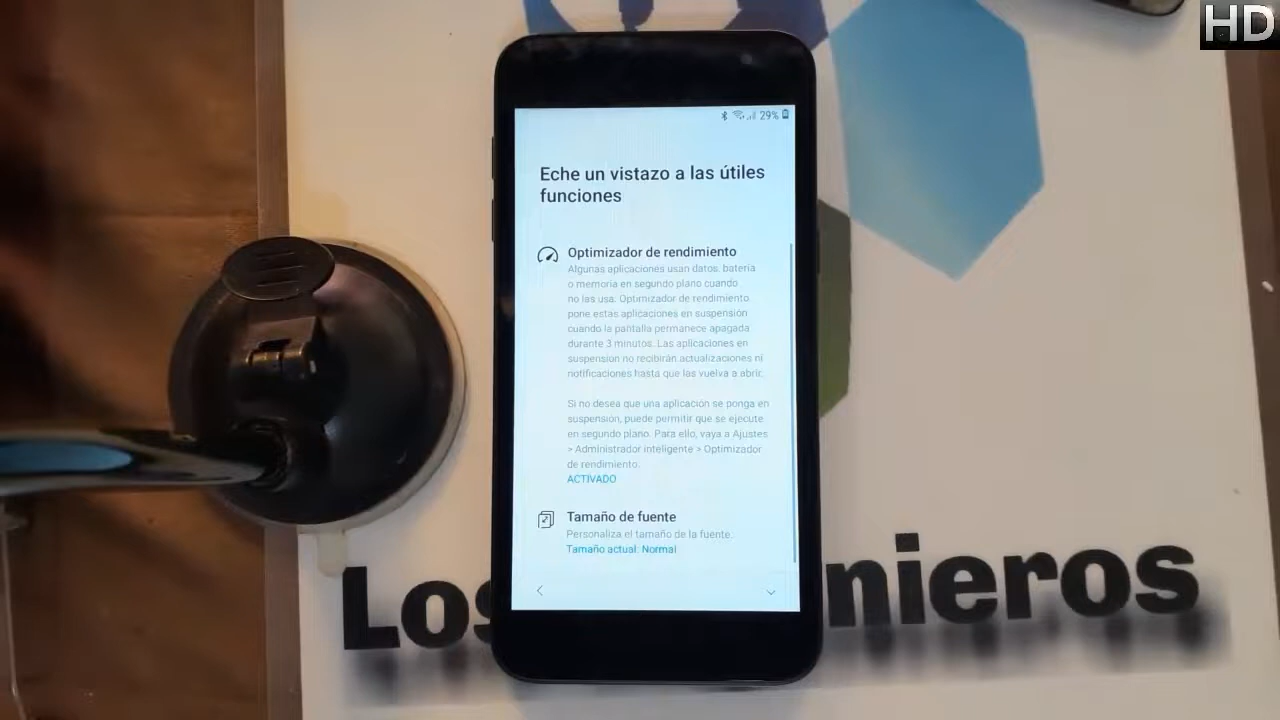 HD
29%
Eche un vistazo a las útiles
funciones
Optimizador de rendimiento
Algunas aplicaciones usan datos, batería
o memoria en segundo plano cuando
no las usa. Optimizador de rendimiento
pone estas aplicaciones en suspensión
cuando la pantalla permanece apagada
durante 3 minutos. Las aplicaciones en
suspensión no recibirán actualizaciones ni
notificaciones hasta que las vuelva a abrir.
Si no desea que una aplicación se ponga en
suspensión, puede permitir que se ejecute
en segundo plano. Para ello, vaya a Ajustes
> Administrador inteligente > Optimizador
de rendimiento.
ACTIVADO
Tamaño de fuente
Personaliza el tamaño de la fuente.
Tamaño actual: Normal
Los nieros